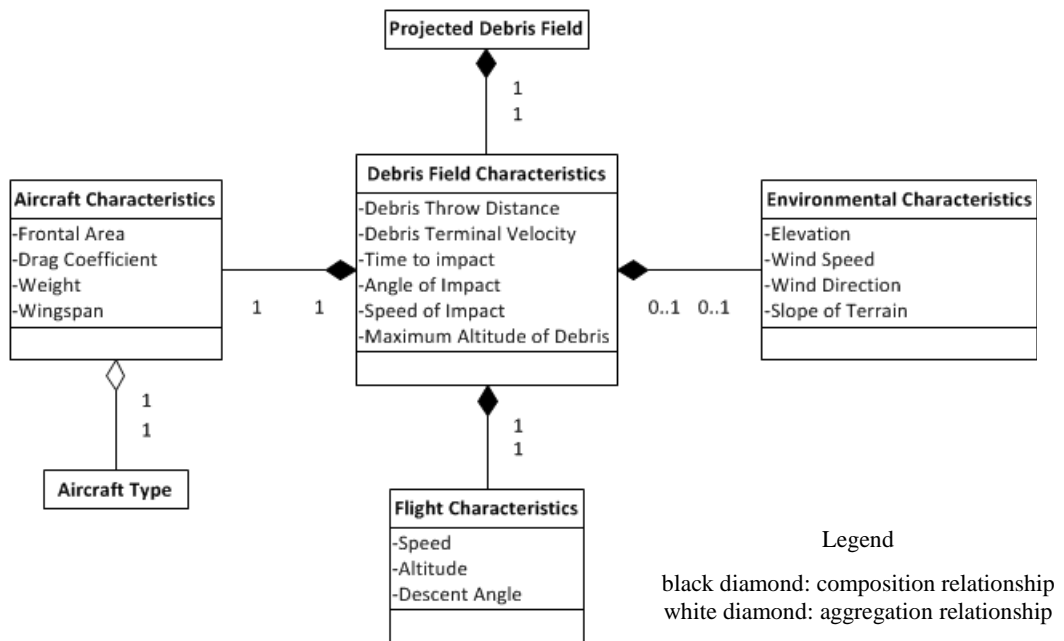 Projected Debris Field
1
1
Debris Field Characteristics
-Debris Throw Distance
-Debris Terminal Velocity
-Time to impact
-Angle of Impact
-Speed of Impact
-Maximum Altitude of Debris
Aircraft Characteristics
-Frontal Area
-Drag Coefficient
-Weight
-Wingspan
1 1
Environmental Characteristics
-Elevation
-Wind Speed
-Wind Direction
-Slope of Terrain
0..1 0..1
1
1
Aircraft Type
1
1
Flight Characteristics
-Speed
-Altitude
-Descent Angle
Legend
black diamond: composition relationship
white diamond: aggregation relationship